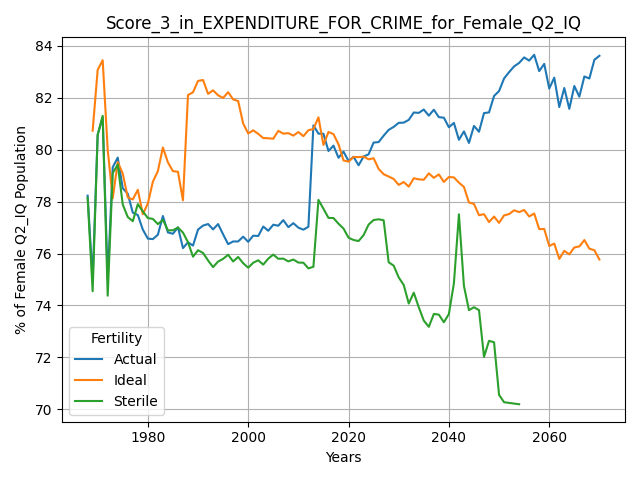 Score_3_in_EXPENDITURE_FOR_CRIME_for_Female_Q2_IQ
84
82
80
78
76
74
72
70
% of Female Q2_IQ Population
Fertility
Actual
Ideal
Sterile
1980 2000 2020 2040 2060
Years